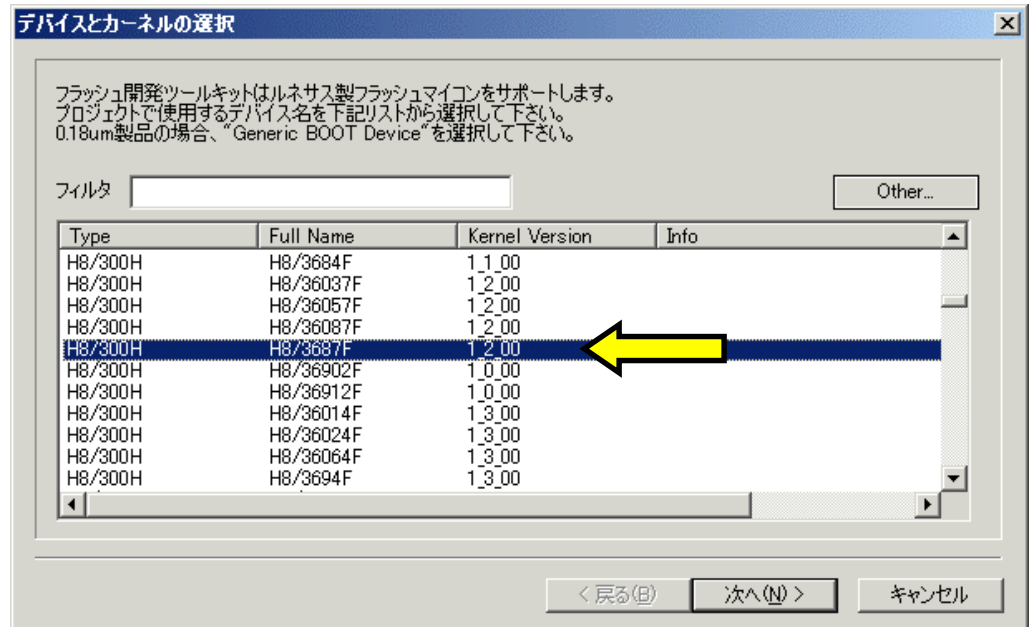 デバイスとカーネルの選択
フラッシュ開発ツールキットはルネサス製フラッシュマイコンをサポートします。
プロジェクトで使用するデバイス名を下記リストから選択して下さい。
0.18um製品の場合、"Generic BOOT Device"を選択して下さい。
フィルタ Other...
Type Full Name Kernel Version Info
H8/300H H8/3684F 1_1_00
H8/300H H8/36037F 1_2_00
H8/300H H8/36057F 1_2_00
H8/300H H8/36087F 1_2_00
H8/300H H8/3687F 1_2_00
H8/300H H8/36902F 1_0_00
H8/300H H8/36912F 1_0_00
H8/300H H8/36014F 1_3_00
H8/300H H8/36024F 1_3_00
H8/300H H8/36064F 1_3_00
H8/300H H8/3694F 1_3_00
< 戻る(B) 次へ(N) > キャンセル